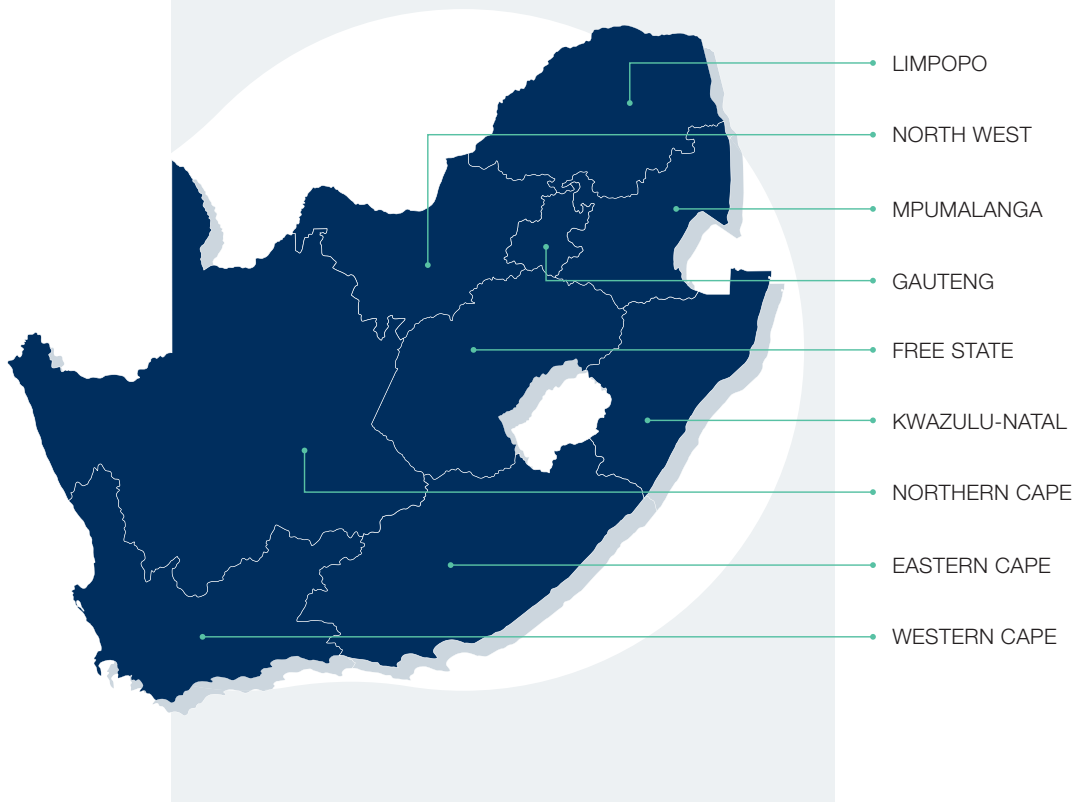 LIMPOPO
NORTH WEST
MPUMALANGA
GAUTENG
FREE STATE
KWAZULU-NATAL
NORTHERN CAPE
EASTERN CAPE
WESTERN CAPE